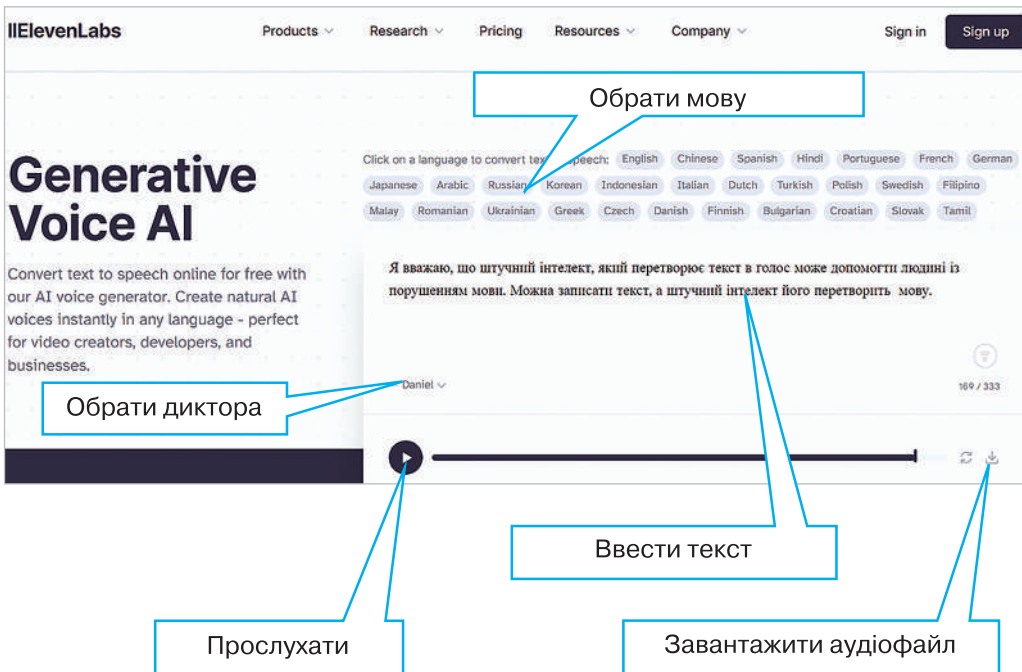 IIElevenLabs Products Research Pricing Resources Company Sign in Sign up
Обрати мову
Click on a language to convert text speech: English Chinese Spanish Hindi Portuguese French German
Japanese Arabic Russian Korean Indonesian Italian Dutch Turkish Polish Swedish Filipino
Malay Romanian Ukrainian Greek Czech Danish Finnish Bulgarian Croatian Slovak Tamil
Generative
Voice AI
Convert text to speech online for free with
our AI voice generator. Create natural AI
voices instantly in any language - perfect
for video creators, developers, and
businesses.
Я вважаю, що штучний інтелект, який перетворює текст в голос може допомогти людині із
порушенням мови. Можна записати текст, а штучний інтелект його перетворить мову.
Daniel
169 / 333
Обрати диктора
Ввести текст
Прослухати
Завантажити аудіофайл